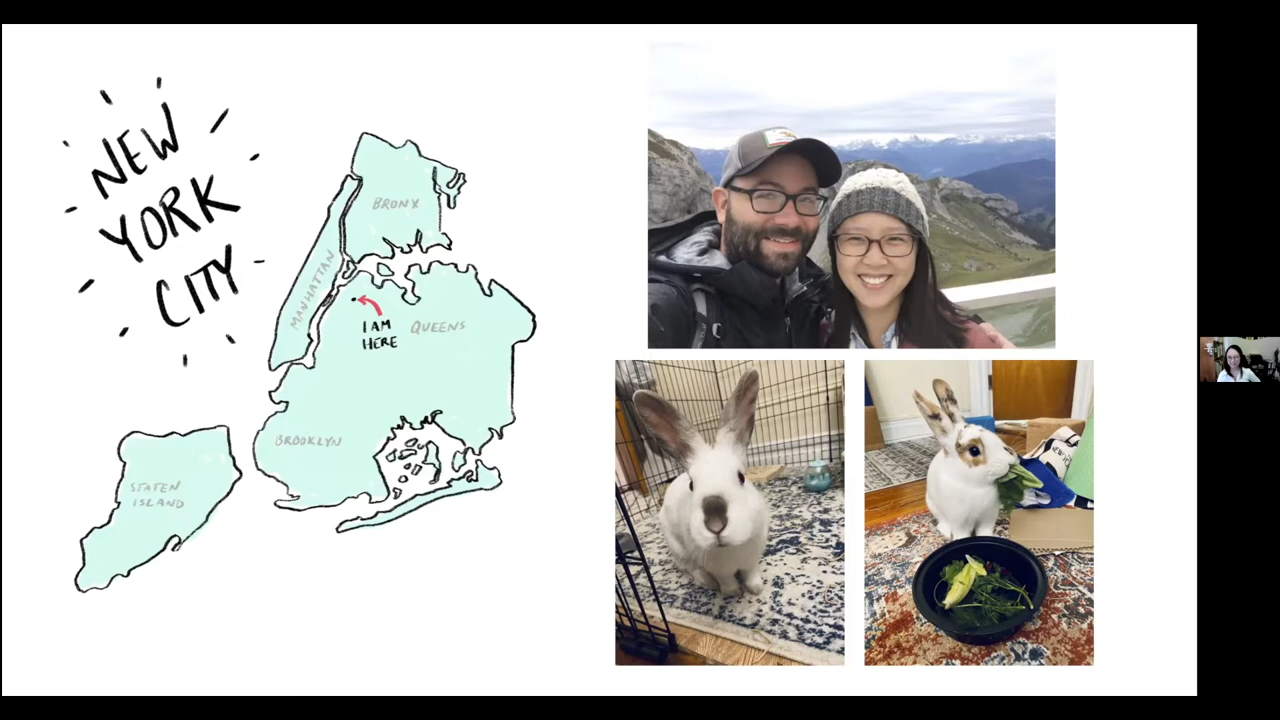 NEW
YORK
CITY
BRONX
MANHATTAN
I AM
HERE
QUEENS
BROOKLYN
STATEN
ISLAND